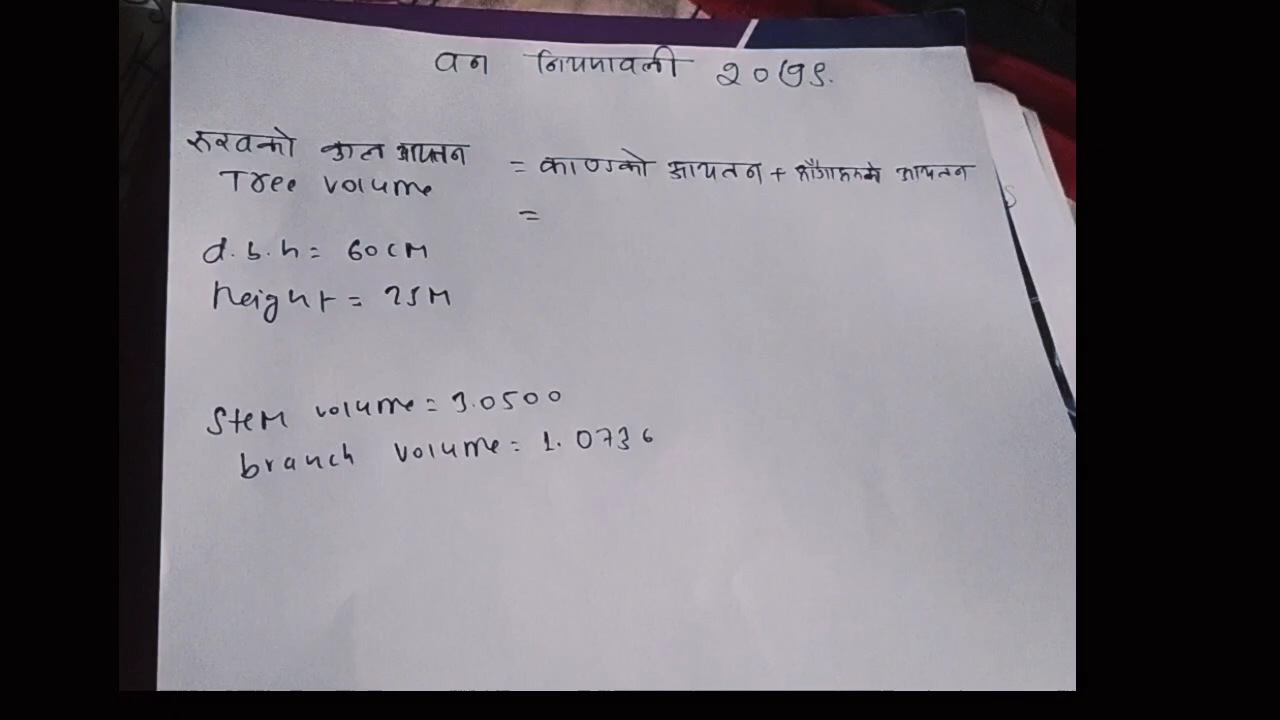 वन नियमावली २०७९.
रुखको कुल आयतन = काण्डको आयतन + हाँगाहरुको आयतन
Tree volume
=
d.b.h = 60CM
height = 25M
Stem volume = 3.0500
branch volume = 1.0736